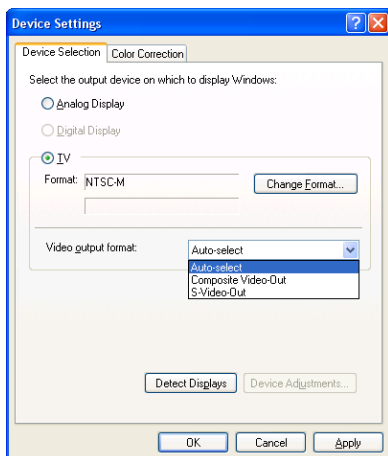 Device Settings
Device Selection
Color Correction
Select the output device on which to display Windows:
Analog Display
Digital Display
TV
Format:
NTSC-M
Change Format...
Video output format:
Auto-select
Auto-select
Composite Video-Out
S-Video-Out
Detect Displays
Device Adjustments...
OK
Cancel
Apply